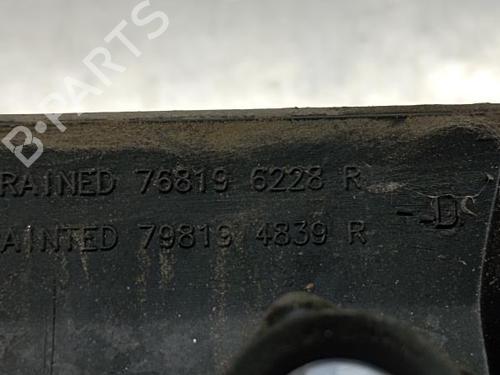 B-PARTS
RAINED 76819 6228 R
AINTED 79819 4839 R
-D-